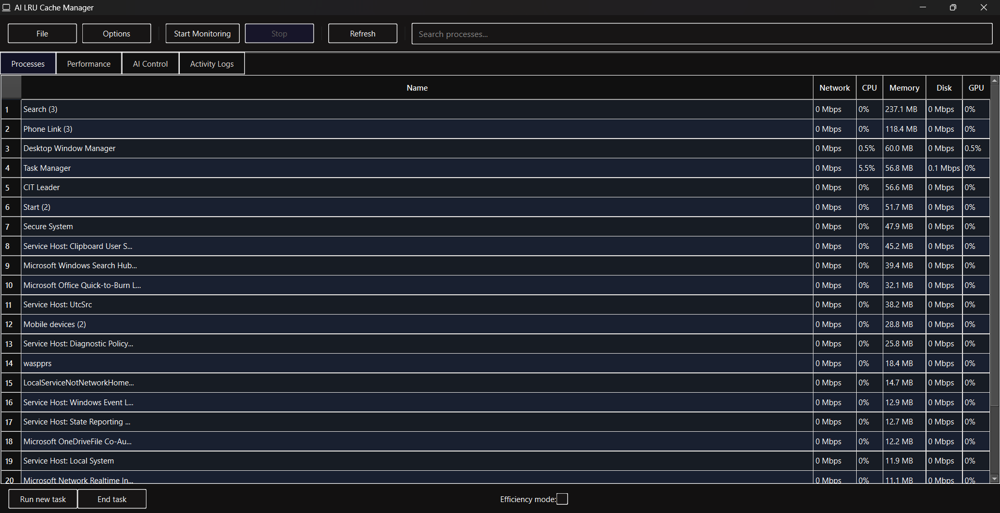 AI LRU Cache Manager
File Options Start Monitoring Stop Refresh Search processes...
Processes Performance AI Control Activity Logs
Name Network CPU Memory Disk GPU
1 Search (3) 0 Mbps 0% 237.1 MB 0 Mbps 0%
2 Phone Link (3) 0 Mbps 0% 118.4 MB 0 Mbps 0%
3 Desktop Window Manager 0 Mbps 0.5% 60.0 MB 0 Mbps 0.5%
4 Task Manager 0 Mbps 5.5% 56.8 MB 0.1 Mbps 0%
5 CIT Leader 0 Mbps 0% 56.6 MB 0 Mbps 0%
6 Start (2) 0 Mbps 0% 51.7 MB 0 Mbps 0%
7 Secure System 0 Mbps 0% 47.9 MB 0 Mbps 0%
8 Service Host: Clipboard User S... 0 Mbps 0% 45.2 MB 0 Mbps 0%
9 Microsoft Windows Search Hub... 0 Mbps 0% 39.4 MB 0 Mbps 0%
10 Microsoft Office Quick-to-Burn L... 0 Mbps 0% 32.1 MB 0 Mbps 0%
11 Service Host: UtcSrc 0 Mbps 0% 38.2 MB 0 Mbps 0%
12 Mobile devices (2) 0 Mbps 0% 28.8 MB 0 Mbps 0%
13 Service Host: Diagnostic Policy... 0 Mbps 0% 25.8 MB 0 Mbps 0%
14 waspprs 0 Mbps 0% 18.4 MB 0 Mbps 0%
15 LocalServiceNotNetworkHome... 0 Mbps 0% 14.7 MB 0 Mbps 0%
16 Service Host: Windows Event L... 0 Mbps 0% 12.9 MB 0 Mbps 0%
17 Service Host: State Reporting ... 0 Mbps 0% 12.7 MB 0 Mbps 0%
18 Microsoft OneDriveFile Co-Au... 0 Mbps 0% 12.2 MB 0 Mbps 0%
19 Service Host: Local System 0 Mbps 0% 11.9 MB 0 Mbps 0%
20 Microsoft Network Realtime In... 0 Mbps 0% 11.1 MB 0 Mbps 0%
Run new task End task Efficiency mode: